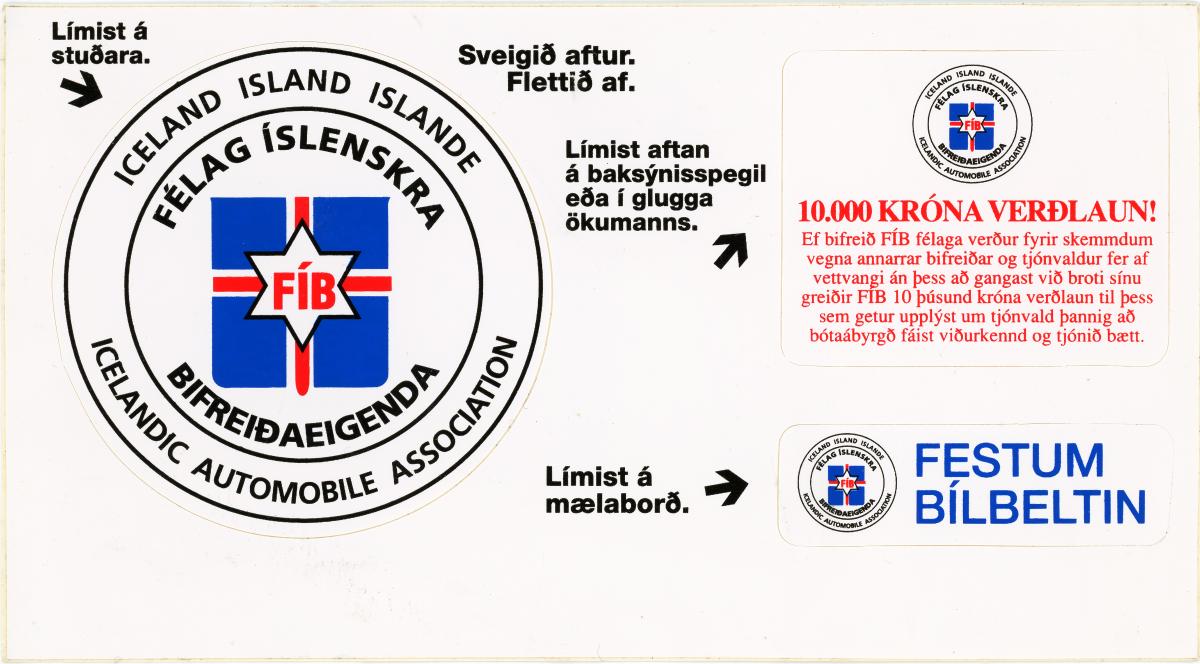 Límist á
stuðara.
ICELAND ISLAND ISLANDE
FÉLAG ÍSLENSKRA
FÍB
BIFREIÐAEIGENDA
ICELANDIC AUTOMOBILE ASSOCIATION
Sveigið aftur.
Flettið af.
Límist aftan
á baksýnisspegil
eða í glugga
ökumanns.
ICELAND ISLAND ISLANDE
FÉLAG ÍSLENSKRA
FÍB
BIFREIÐAEIGENDA
ICELANDIC AUTOMOBILE ASSOCIATION
10.000 KRÓNA VERÐLAUN!
Ef bifreið FÍB félaga verður fyrir skemmdum
vegna annarrar bifreiðar og tjónvaldur fer af
vettvangi án þess að gangast við broti sínu
greiðir FÍB 10 þúsund króna verðlaun til þess
sem getur upplýst um tjónvald þannig að
bótaábyrgð fáist viðurkennd og tjónið bætt.
Límist á
mælaborð.
ICELAND ISLAND ISLANDE
FÉLAG ÍSLENSKRA
FÍB
BIFREIÐAEIGENDA
ICELANDIC AUTOMOBILE ASSOCIATION
FESTUM
BÍLBELTIN